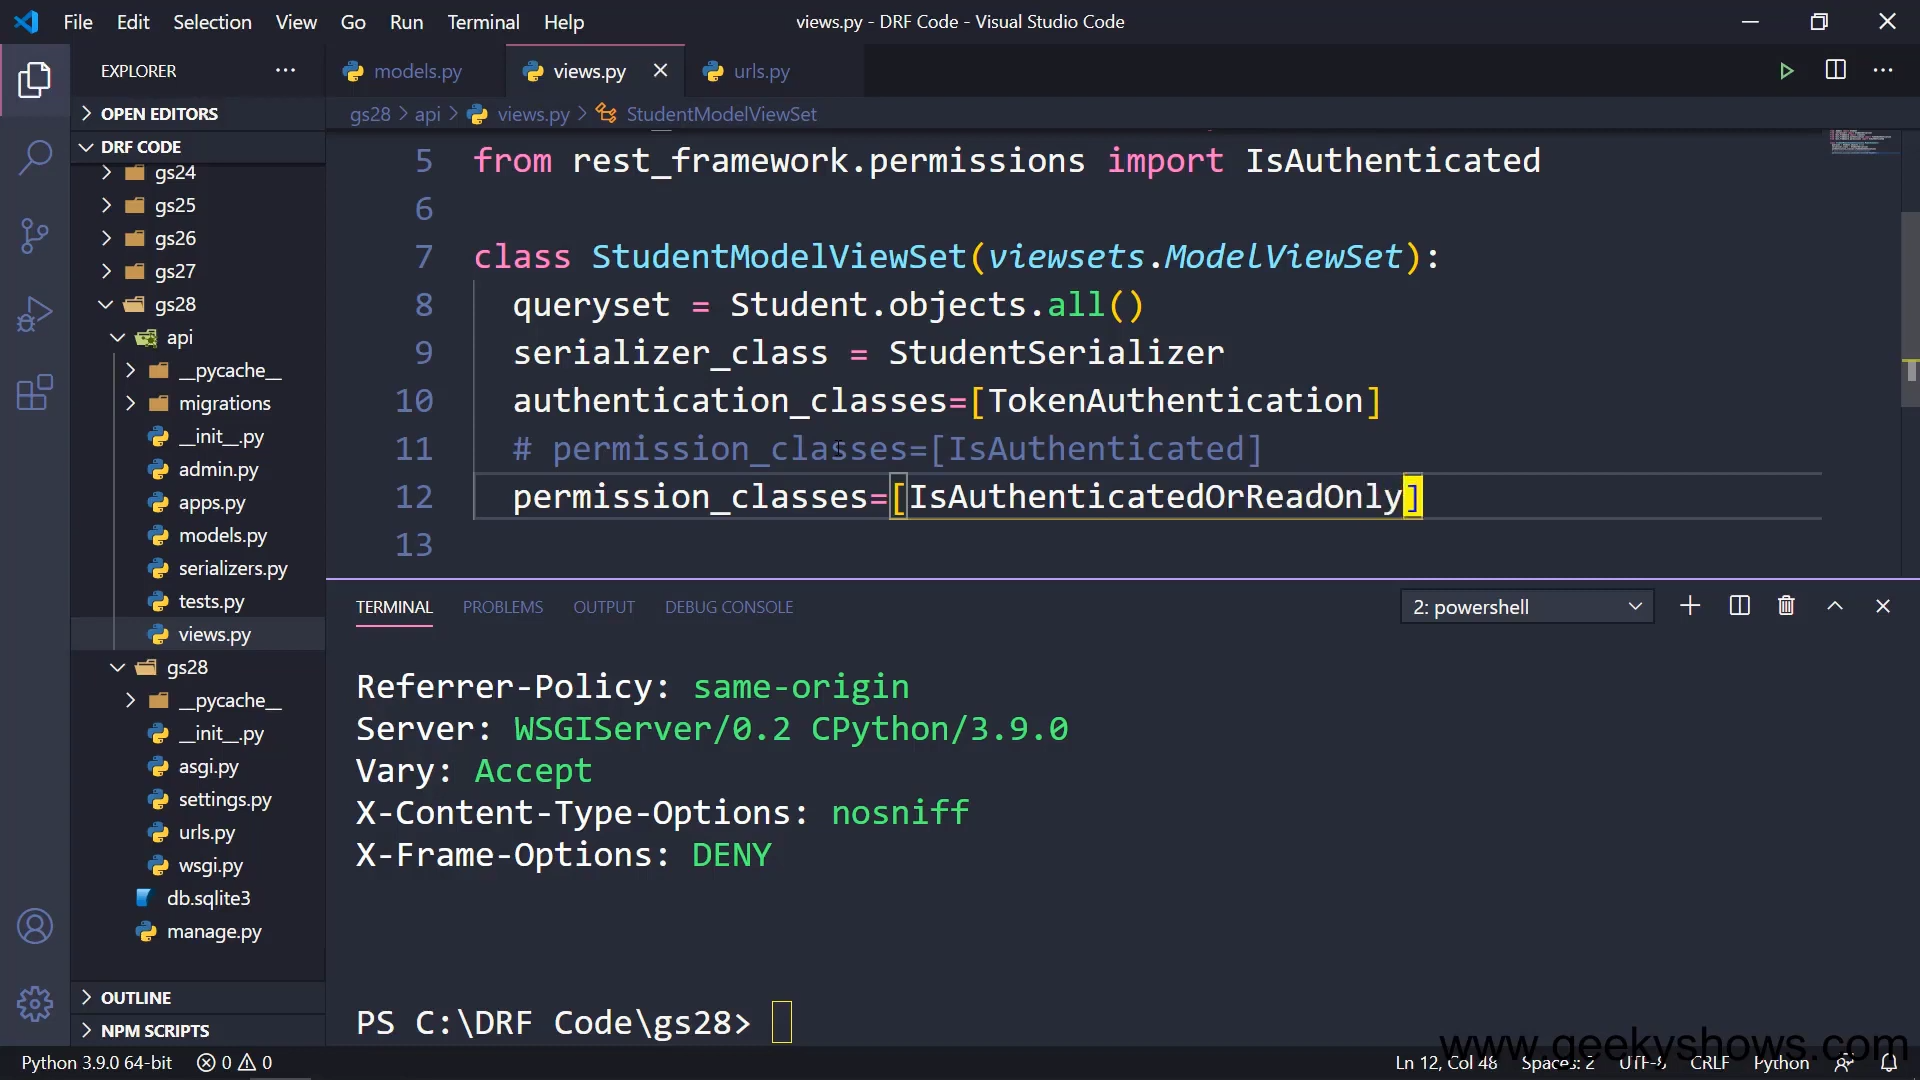 File Edit Selection View Go Run Terminal Help
views.py - DRF Code - Visual Studio Code
EXPLORER
models.py
views.py
urls.py
OPEN EDITORS
gs28 > api > views.py > StudentModelViewSet
DRF CODE
gs24
gs25
gs26
gs27
gs28
api
__pycache__
migrations
__init__.py
admin.py
apps.py
models.py
serializers.py
tests.py
views.py
gs28
__pycache__
__init__.py
asgi.py
settings.py
urls.py
wsgi.py
db.sqlite3
manage.py
OUTLINE
NPM SCRIPTS
5 from rest_framework.permissions import IsAuthenticated
6
7 class StudentModelViewSet(viewsets.ModelViewSet):
8 queryset = Student.objects.all()
9 serializer_class = StudentSerializer
10 authentication_classes=[TokenAuthentication]
11 # permission_classes=[IsAuthenticated]
12 permission_classes=[IsAuthenticatedOrReadOnly]
13
TERMINAL PROBLEMS OUTPUT DEBUG CONSOLE
2: powershell
Referrer-Policy: same-origin
Server: WSGIServer/0.2 CPython/3.9.0
Vary: Accept
X-Content-Type-Options: nosniff
X-Frame-Options: DENY
PS C:\DRF Code\gs28>
www.geekyshows.com
Python 3.9.0 64-bit 0 0
Ln 12, Col 48 Spaces: 2 UTF-8 CRLF Python